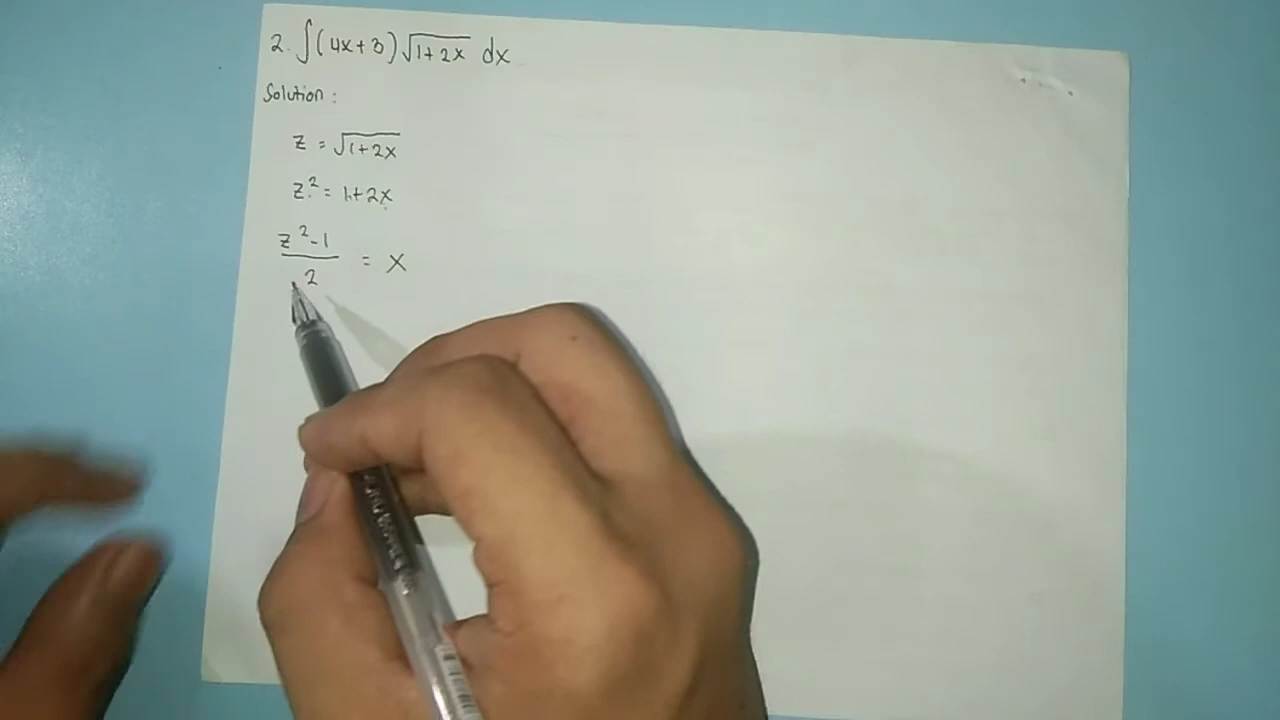 2. ∫(4x+3)√1+2x dx
Solution:
z = √1+2x
z² = 1+2x
z²-1
2
= x